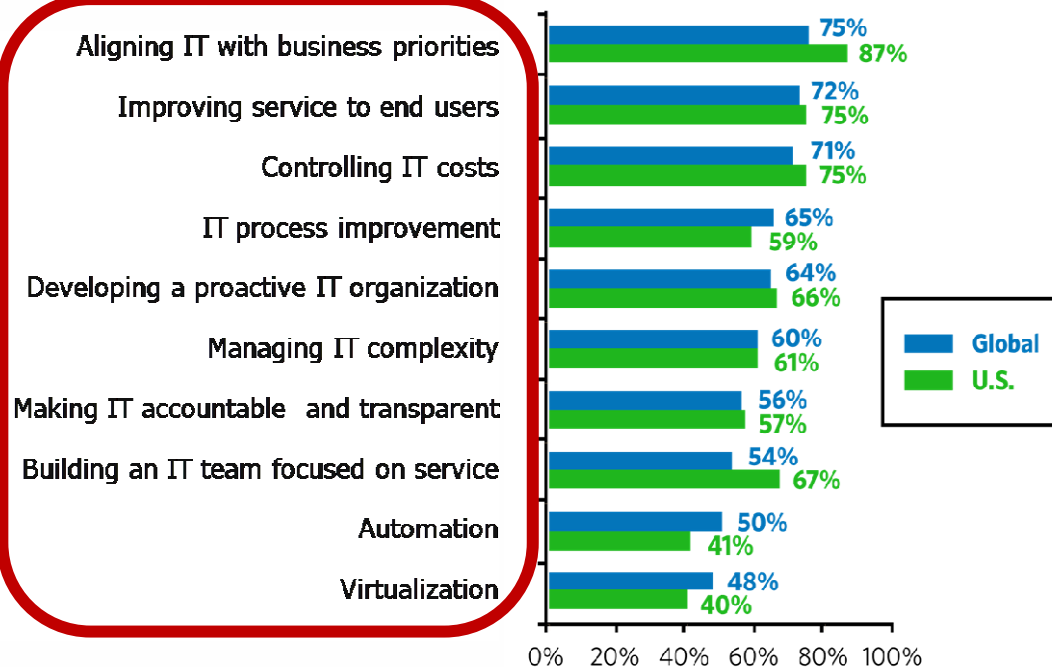 Aligning IT with business priorities
75%
87%
Improving service to end users
72%
75%
Controlling IT costs
71%
75%
IT process improvement
65%
59%
Developing a proactive IT organization
64%
66%
Managing IT complexity
60%
61%
Making IT accountable and transparent
56%
57%
Building an IT team focused on service
54%
67%
Automation
50%
41%
Virtualization
48%
40%
0% 20% 40% 60% 80% 100%
Global
U.S.